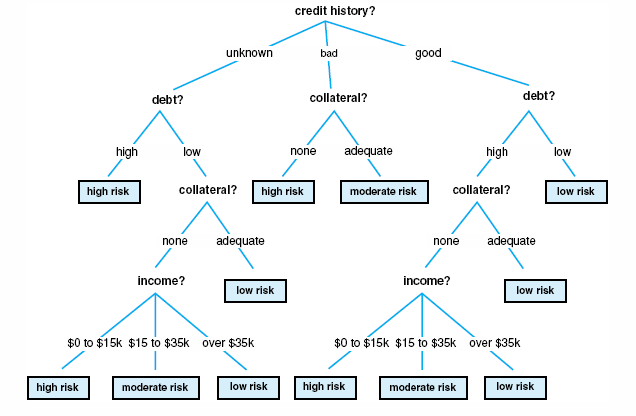 credit history?
unknown bad good
debt? collateral? debt?
high low none adequate high low
high risk collateral? high risk moderate risk collateral? low risk
none adequate none adequate
income? low risk income? low risk
$0 to $15k $15 to $35k over $35k $0 to $15k $15 to $35k over $35k
high risk moderate risk low risk high risk moderate risk low risk